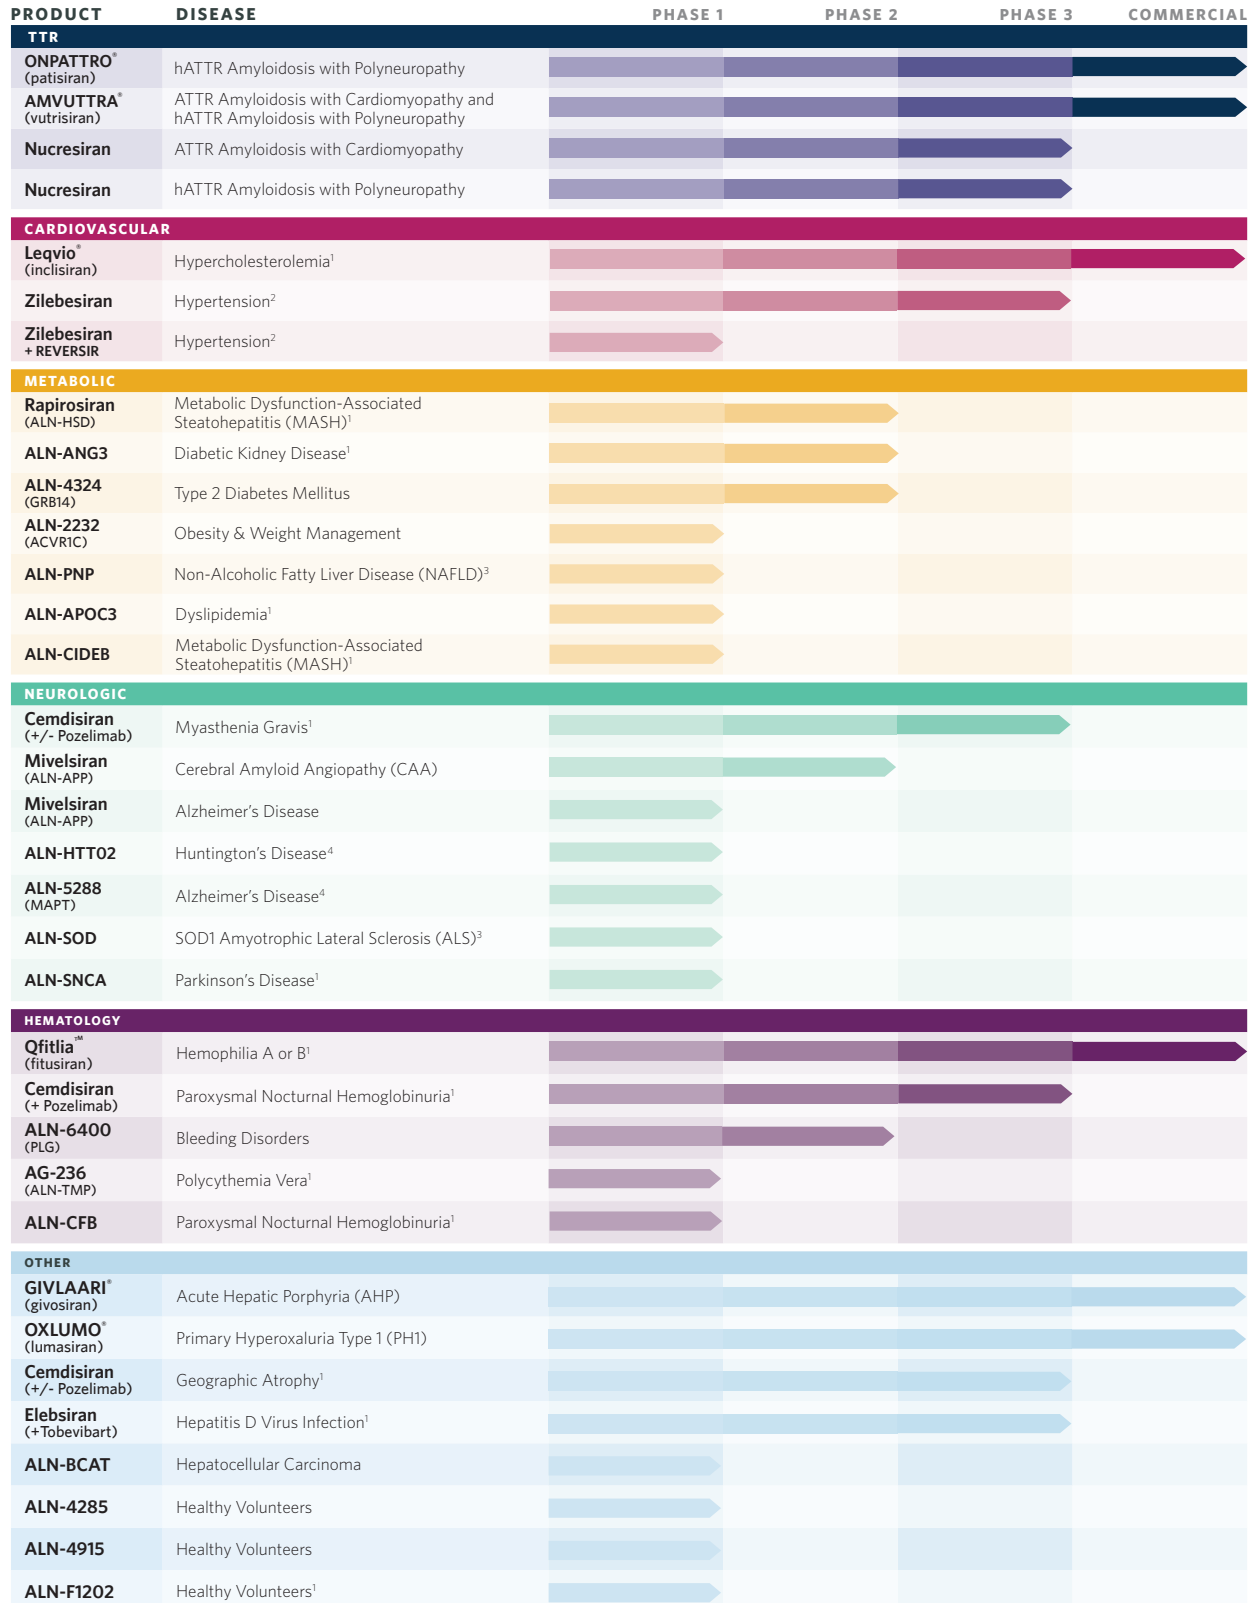 PRODUCT DISEASE PHASE 1 PHASE 2 PHASE 3 COMMERCIAL
TTR
ONPATTRO®
(patisiran)
hATTR Amyloidosis with Polyneuropathy
AMVUTTRA®
(vutrisiran)
ATTR Amyloidosis with Cardiomyopathy and
hATTR Amyloidosis with Polyneuropathy
Nucresiran
ATTR Amyloidosis with Cardiomyopathy
Nucresiran
hATTR Amyloidosis with Polyneuropathy
CARDIOVASCULAR
Leqvio®
(inclisiran)
Hypercholesterolemia¹
Zilebesiran
Hypertension²
Zilebesiran
+ REVERSIR
Hypertension²
METABOLIC
Rapirosiran
(ALN-HSD)
Metabolic Dysfunction-Associated
Steatohepatitis (MASH)¹
ALN-ANG3
Diabetic Kidney Disease¹
ALN-4324
(GRB14)
Type 2 Diabetes Mellitus
ALN-2232
(ACVR1C)
Obesity & Weight Management
ALN-PNP
Non-Alcoholic Fatty Liver Disease (NAFLD)³
ALN-APOC3
Dyslipidemia¹
ALN-CIDEB
Metabolic Dysfunction-Associated
Steatohepatitis (MASH)¹
NEUROLOGIC
Cemdisiran
(+/- Pozelimab)
Myasthenia Gravis¹
Mivelsiran
(ALN-APP)
Cerebral Amyloid Angiopathy (CAA)
Mivelsiran
(ALN-APP)
Alzheimer's Disease
ALN-HTT02
Huntington's Disease⁴
ALN-5288
(MAPT)
Alzheimer's Disease⁴
ALN-SOD
SOD1 Amyotrophic Lateral Sclerosis (ALS)³
ALN-SNCA
Parkinson's Disease¹
HEMATOLOGY
Qfitlia™
(fitusiran)
Hemophilia A or B¹
Cemdisiran
(+ Pozelimab)
Paroxysmal Nocturnal Hemoglobinuria¹
ALN-6400
(PLG)
Bleeding Disorders
AG-236
(ALN-TMP)
Polycythemia Vera¹
ALN-CFB
Paroxysmal Nocturnal Hemoglobinuria¹
OTHER
GIVLAARI®
(givosiran)
Acute Hepatic Porphyria (AHP)
OXLUMO®
(lumasiran)
Primary Hyperoxaluria Type 1 (PH1)
Cemdisiran
(+/- Pozelimab)
Geographic Atrophy¹
Elebsiran
(+Tobevibart)
Hepatitis D Virus Infection¹
ALN-BCAT
Hepatocellular Carcinoma
ALN-4285
Healthy Volunteers
ALN-4915
Healthy Volunteers
ALN-F1202
Healthy Volunteers¹